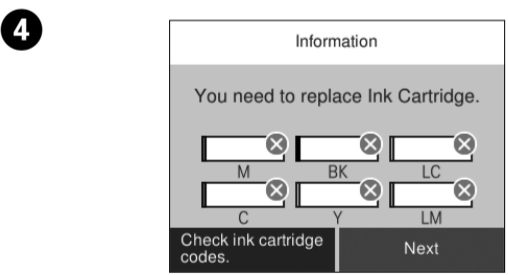 4
Information
You need to replace Ink Cartridge.
M BK LC
C Y LM
Check ink cartridge
codes.
Next